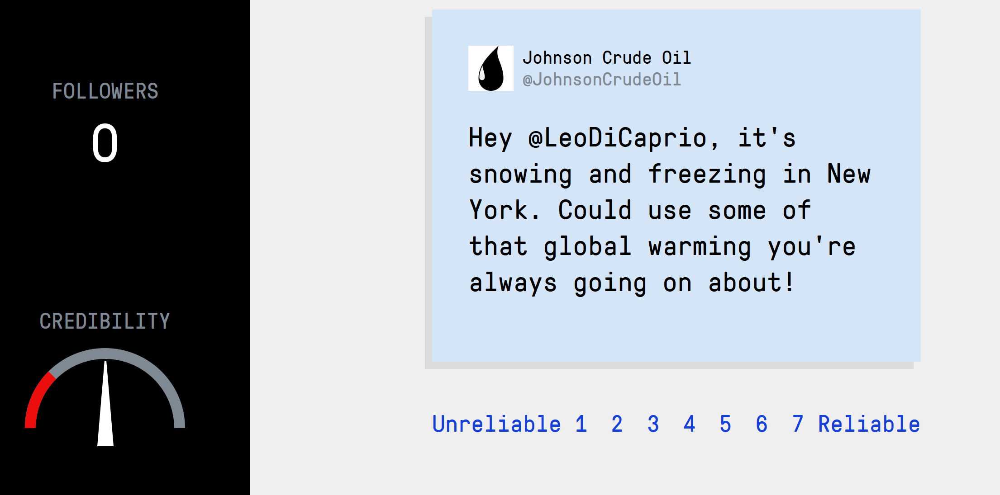 FOLLOWERS
0
CREDIBILITY
Johnson Crude Oil
@JohnsonCrudeOil
Hey @LeoDiCaprio, it's
snowing and freezing in New
York. Could use some of
that global warming you're
always going on about!
Unreliable 1 2 3 4 5 6 7 Reliable